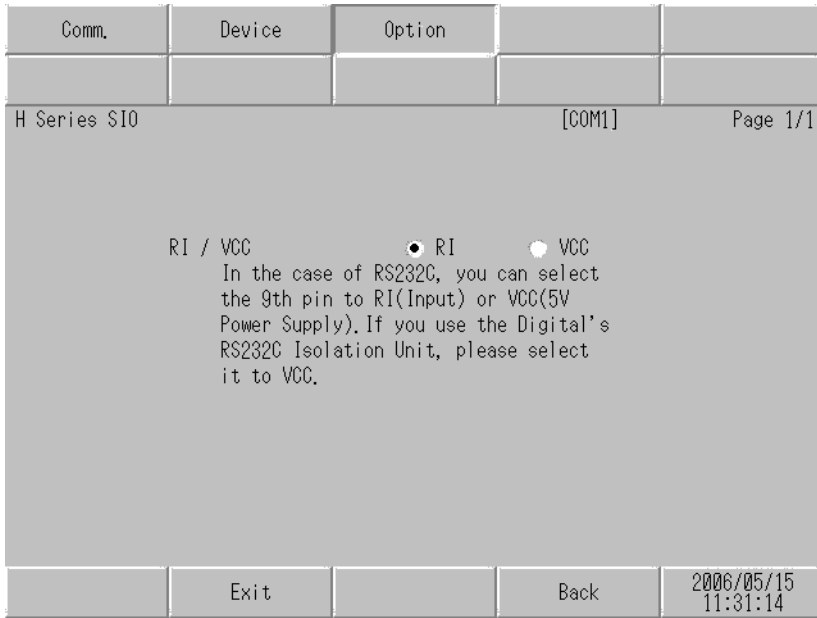 Comm. Device Option
H Series SIO [COM1] Page 1/1
RI / VCC RI VCC
In the case of RS232C, you can select
the 9th pin to RI(Input) or VCC(5V
Power Supply).If you use the Digital's
RS232C Isolation Unit, please select
it to VCC.
Exit Back 2006/05/15
11:31:14